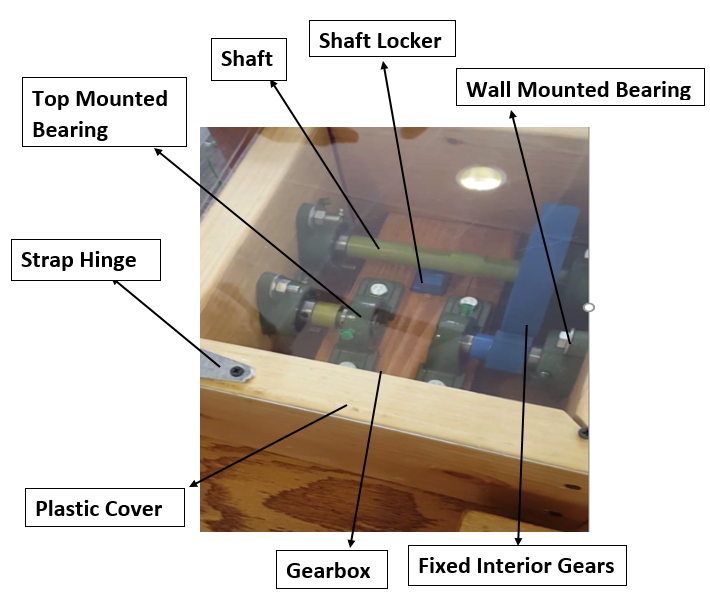 Shaft Locker
Shaft
Wall Mounted Bearing
Top Mounted
Bearing
Strap Hinge
Plastic Cover
Gearbox
Fixed Interior Gears